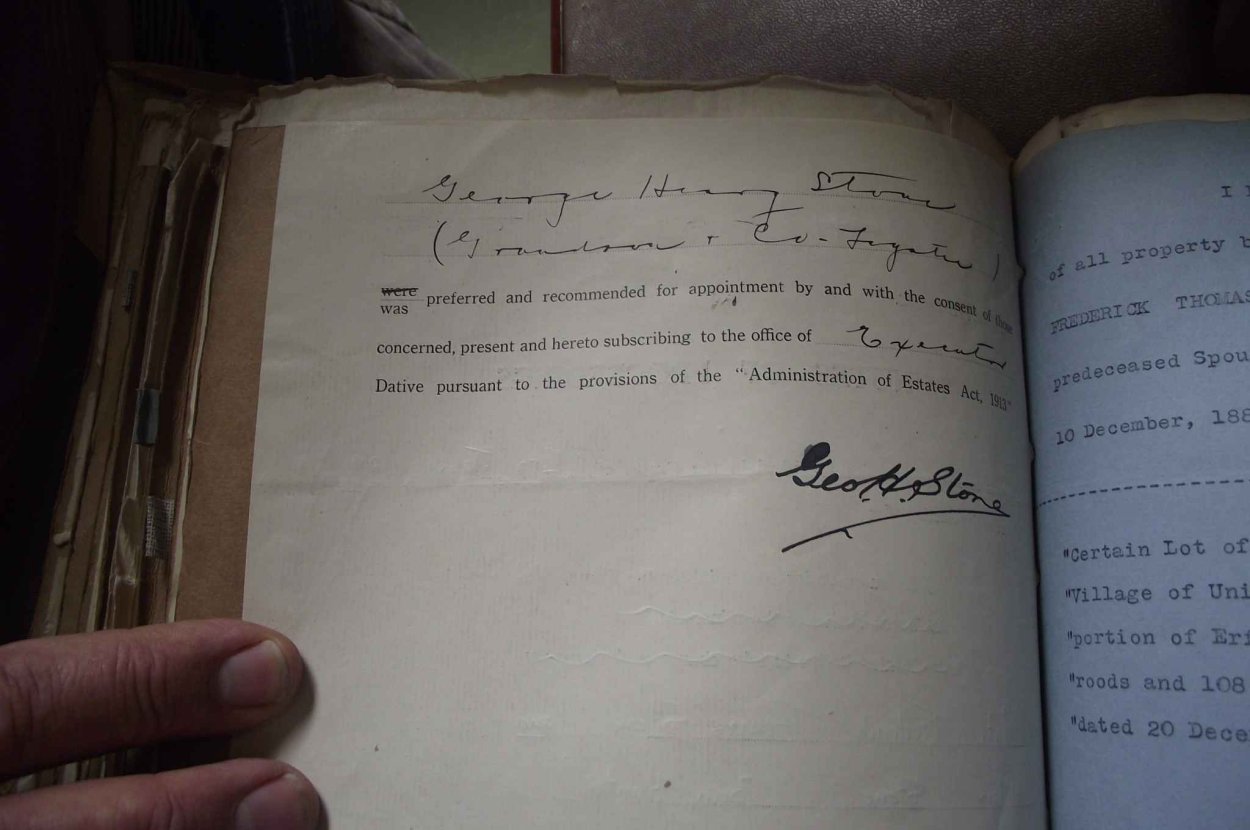 George Henry Stone
(Grandson + Co-Legatee)
were
was preferred and recommended for appointment by and with the consent of those
concerned, present and hereto subscribing to the office of Executor
Dative pursuant to the provisions of the "Administration of Estates Act, 1913"
Geo. H. Stone
I
of all property b
FREDERICK THOMAS
predeceased Spou
10 December, 188
"Certain Lot of
"Village of Uni
"portion of Eri
"roods and 108
"dated 20 Dece